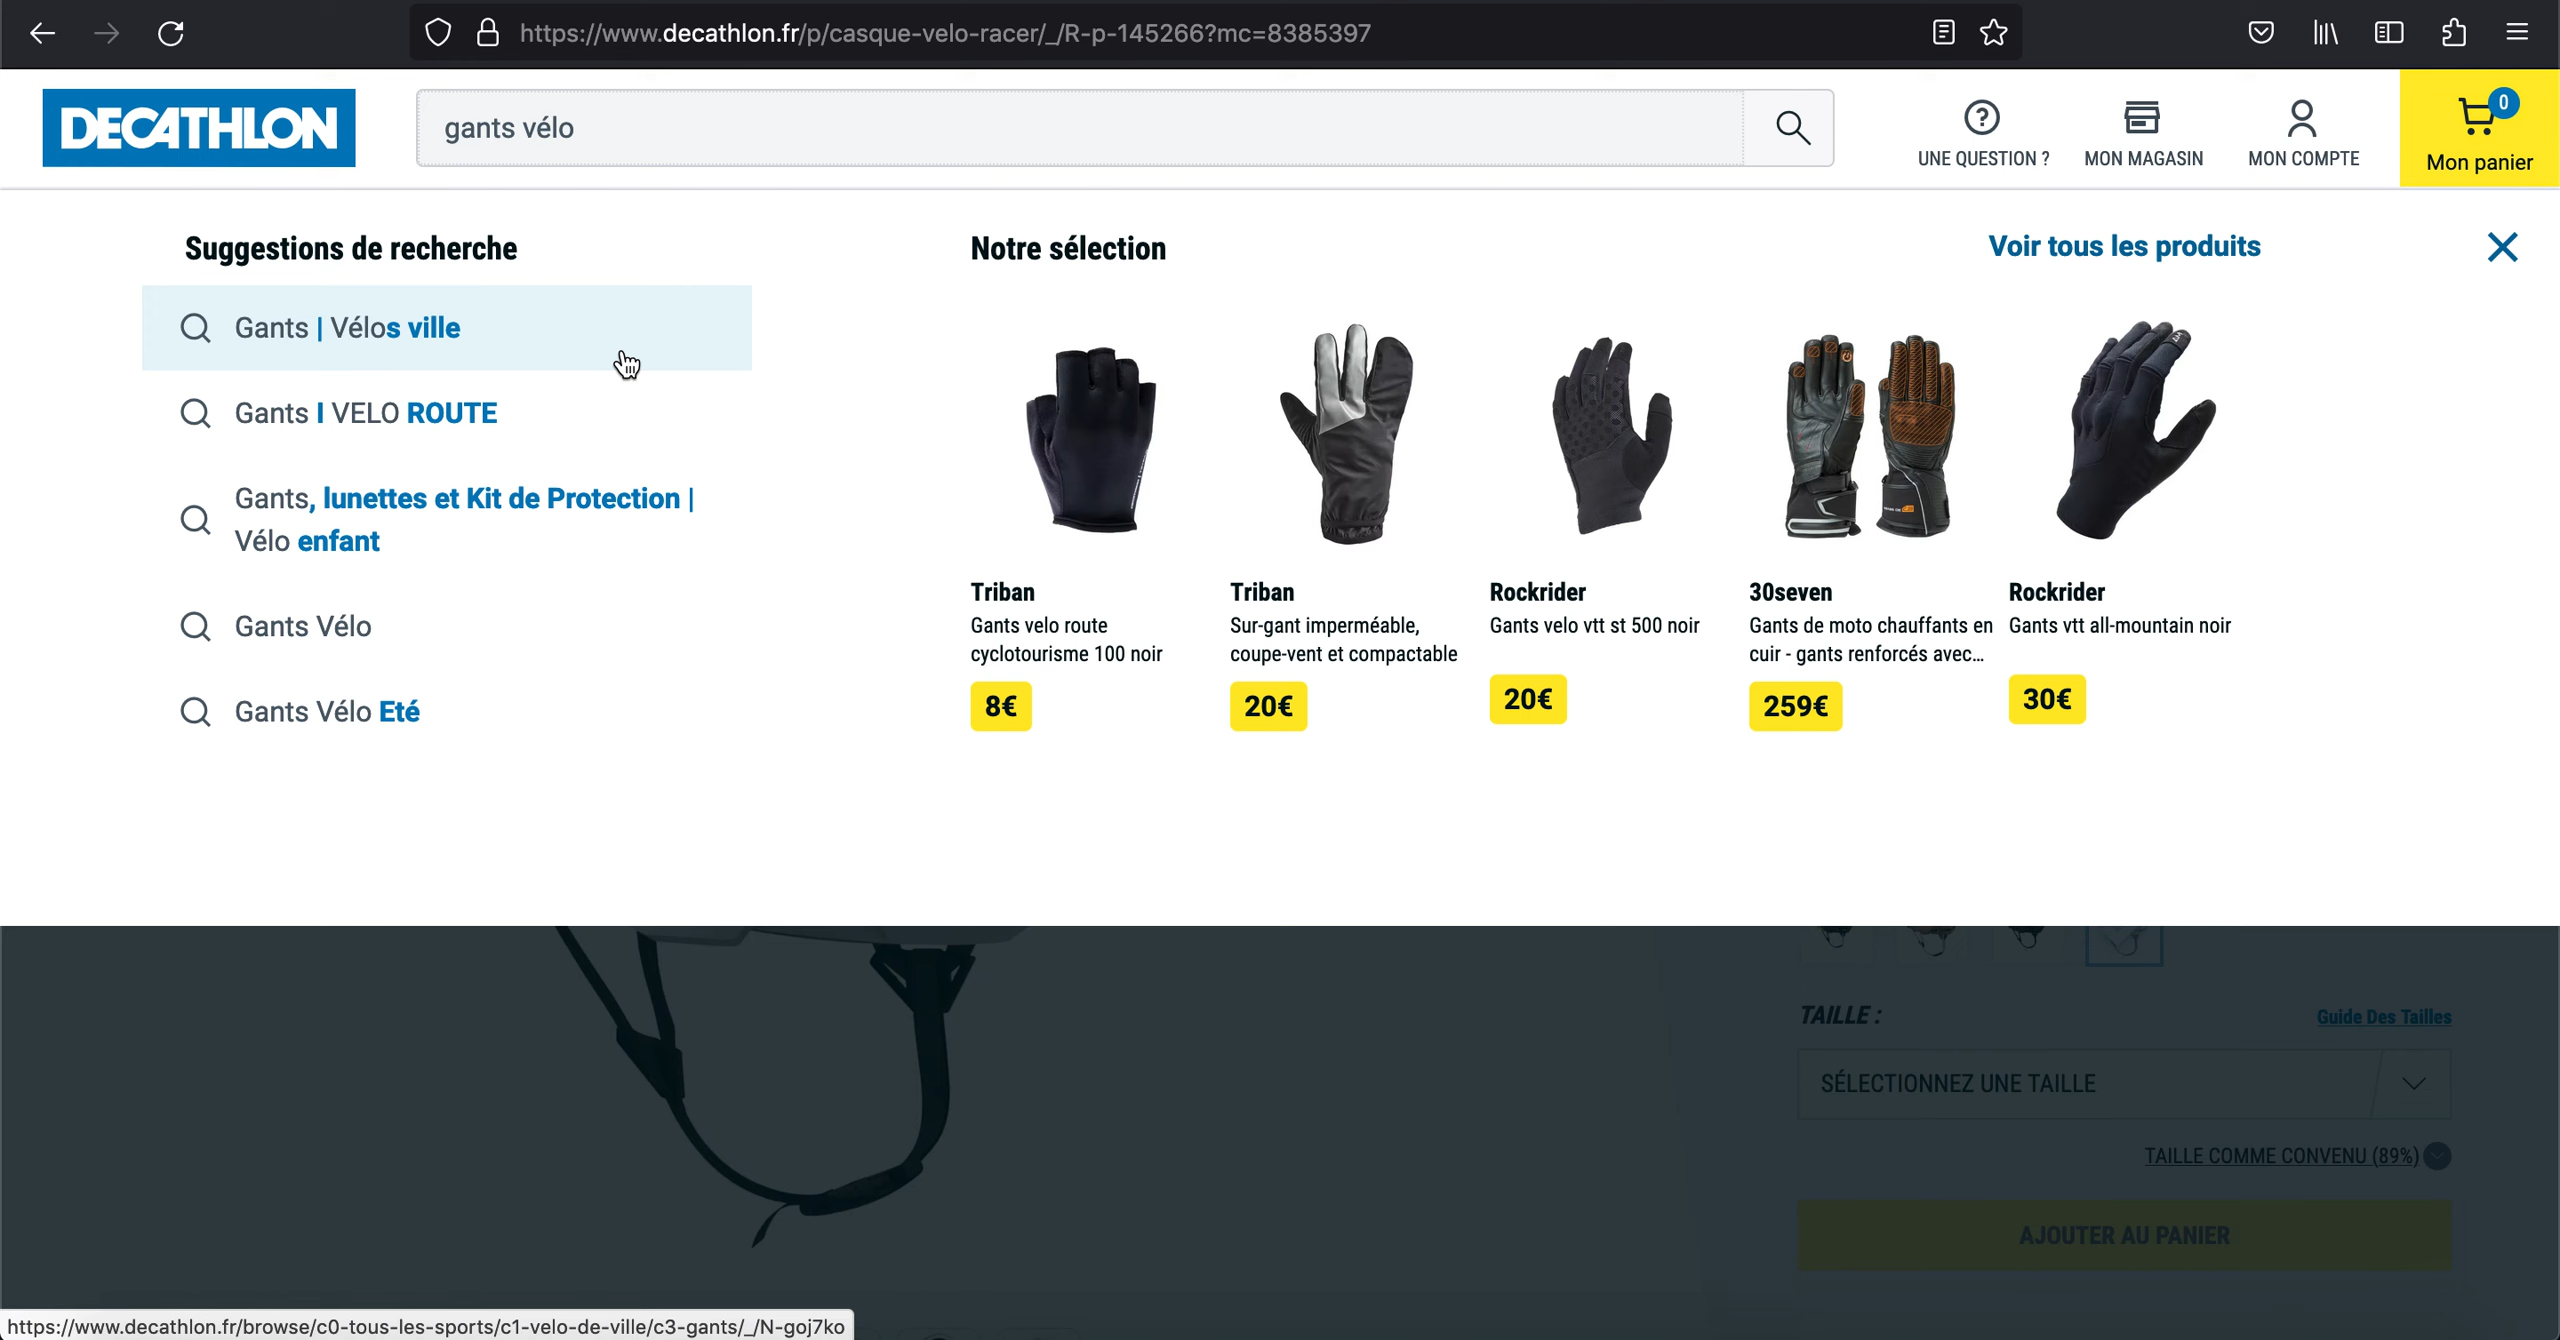 https://www.decathlon.fr/p/casque-velo-racer/_/R-p-145266?mc=8385397
DECATHLON
gants vélo
UNE QUESTION ?
MON MAGASIN
MON COMPTE
0
Mon panier
Suggestions de recherche
Gants | Vélos ville
Gants I VELO ROUTE
Gants, lunettes et Kit de Protection |
Vélo enfant
Gants Vélo
Gants Vélo Eté
Notre sélection
Voir tous les produits
Triban
Gants velo route
cyclotourisme 100 noir
8€
Triban
Sur-gant imperméable,
coupe-vent et compactable
20€
Rockrider
Gants velo vtt st 500 noir
20€
30seven
Gants de moto chauffants en
cuir - gants renforcés avec...
259€
Rockrider
Gants vtt all-mountain noir
30€
TAILLE :
Guide Des Tailles
SÉLECTIONNEZ UNE TAILLE
TAILLE COMME CONVENU (89%)
AJOUTER AU PANIER
https://www.decathlon.fr/browse/c0-tous-les-sports/c1-velo-de-ville/c3-gants/_/N-goj7ko